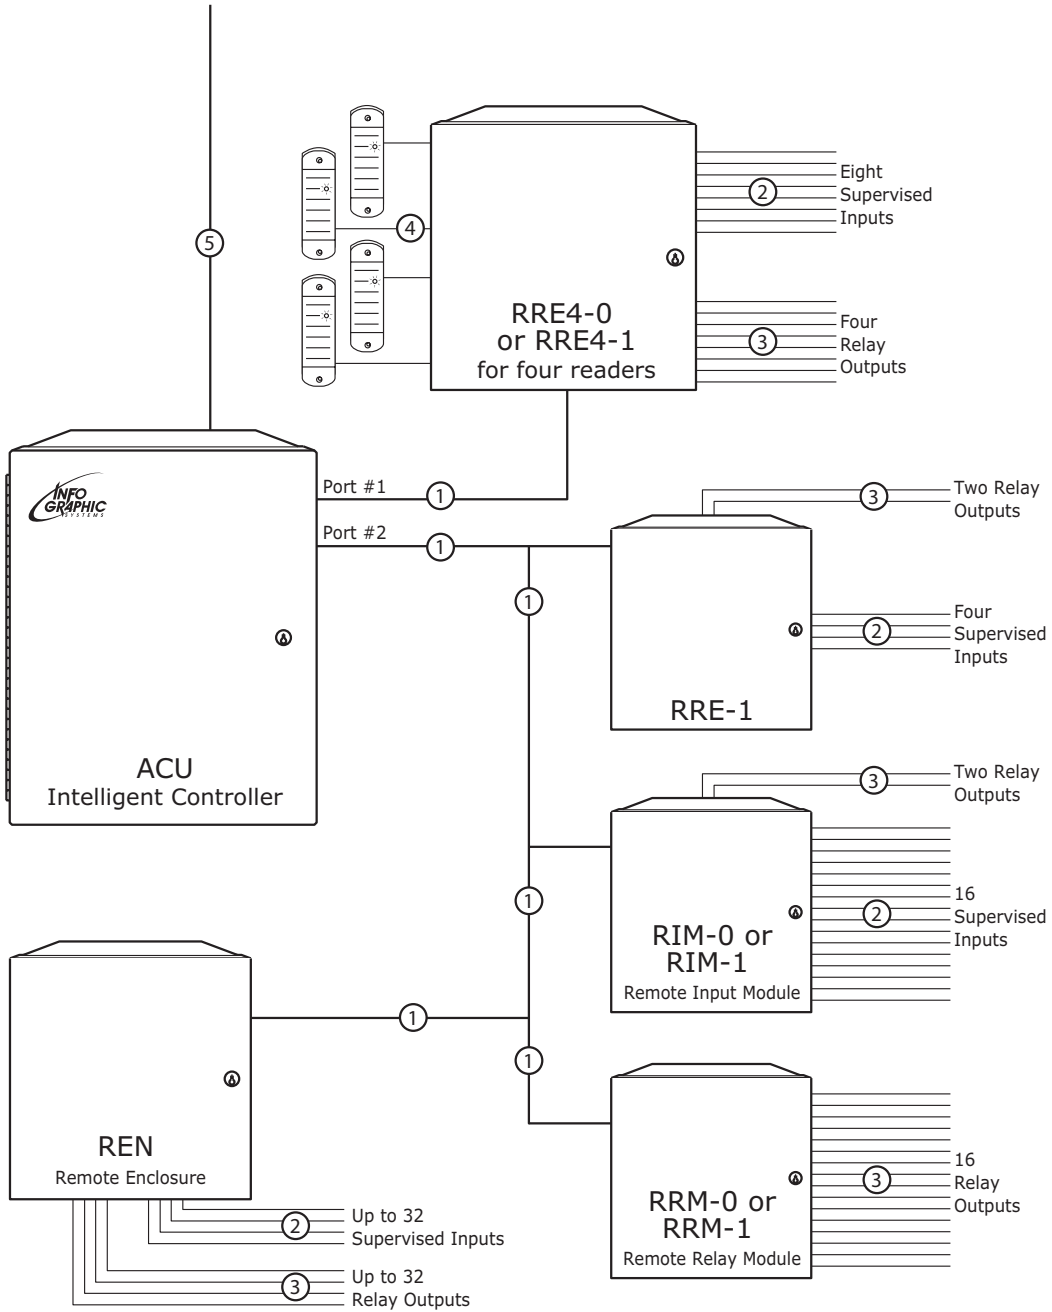 5
4
RRE4-0
or RRE4-1
for four readers
2
Eight
Supervised
Inputs
3
Four
Relay
Outputs
INFO
GRAPHIC
SYSTEMS
Port #1
1
Port #2
1
ACU
Intelligent Controller
1
3
Two Relay
Outputs
2
Four
Supervised
Inputs
RRE-1
3
Two Relay
Outputs
1
2
16
Supervised
Inputs
RIM-0 or
RIM-1
Remote Input Module
1
1
REN
Remote Enclosure
2
Up to 32
Supervised Inputs
3
Up to 32
Relay Outputs
RRM-0 or
RRM-1
Remote Relay Module
3
16
Relay
Outputs